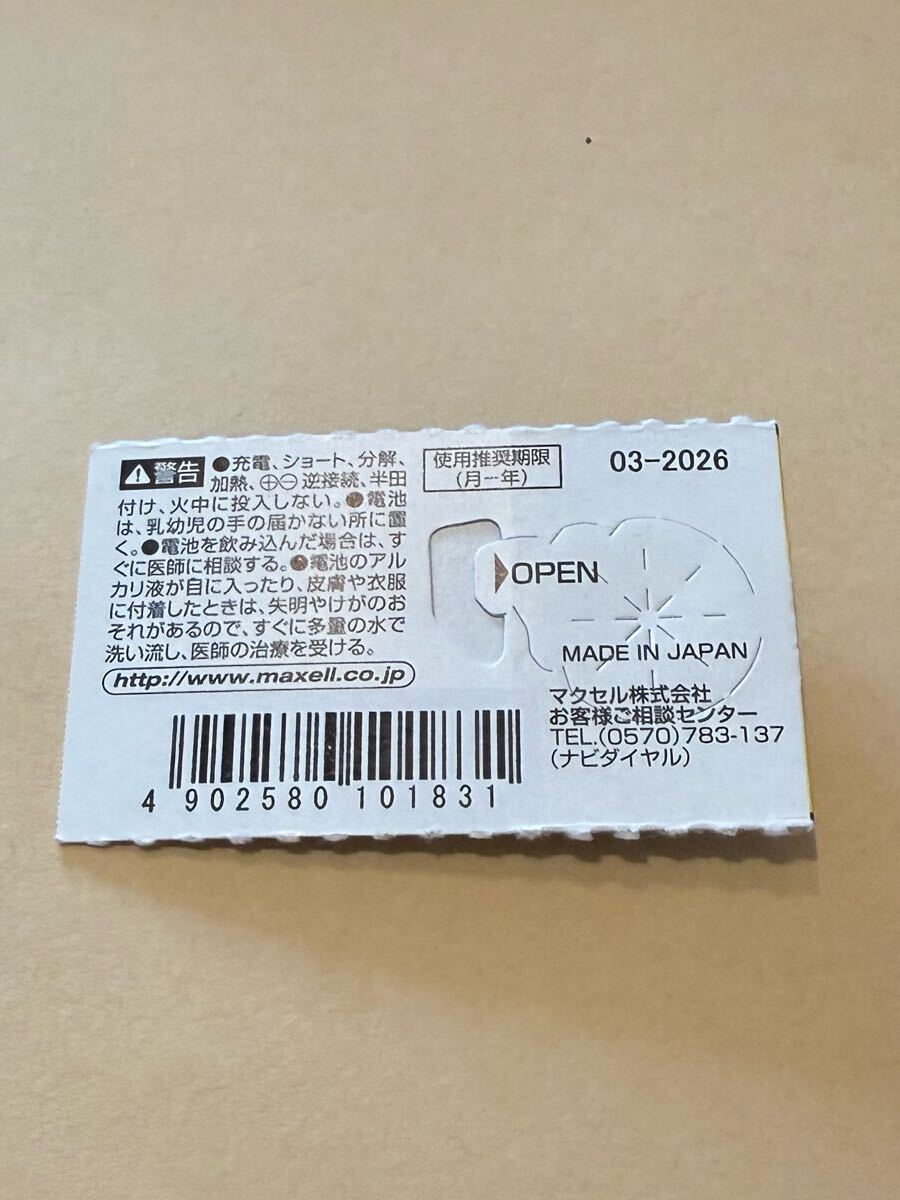 警告 ●充電、ショート、分解、
加熱、⊕⊖逆接続、半田
付け、火中に投入しない。●電池
は、乳幼児の手の届かない所に置
く。●電池を飲み込んだ場合は、す
ぐに医師に相談する。●電池のアル
カリ液が目に入ったり、皮膚や衣服
に付着したときは、失明やけがのお
それがあるので、すぐに多量の水で
洗い流し、医師の治療を受ける。
http://www.maxell.co.jp
4 902580 101831
使用推奨期限
(月-年)
03-2026
OPEN
MADE IN JAPAN
マクセル株式会社
お客様ご相談センター
TEL.(0570)783-137
(ナビダイヤル)